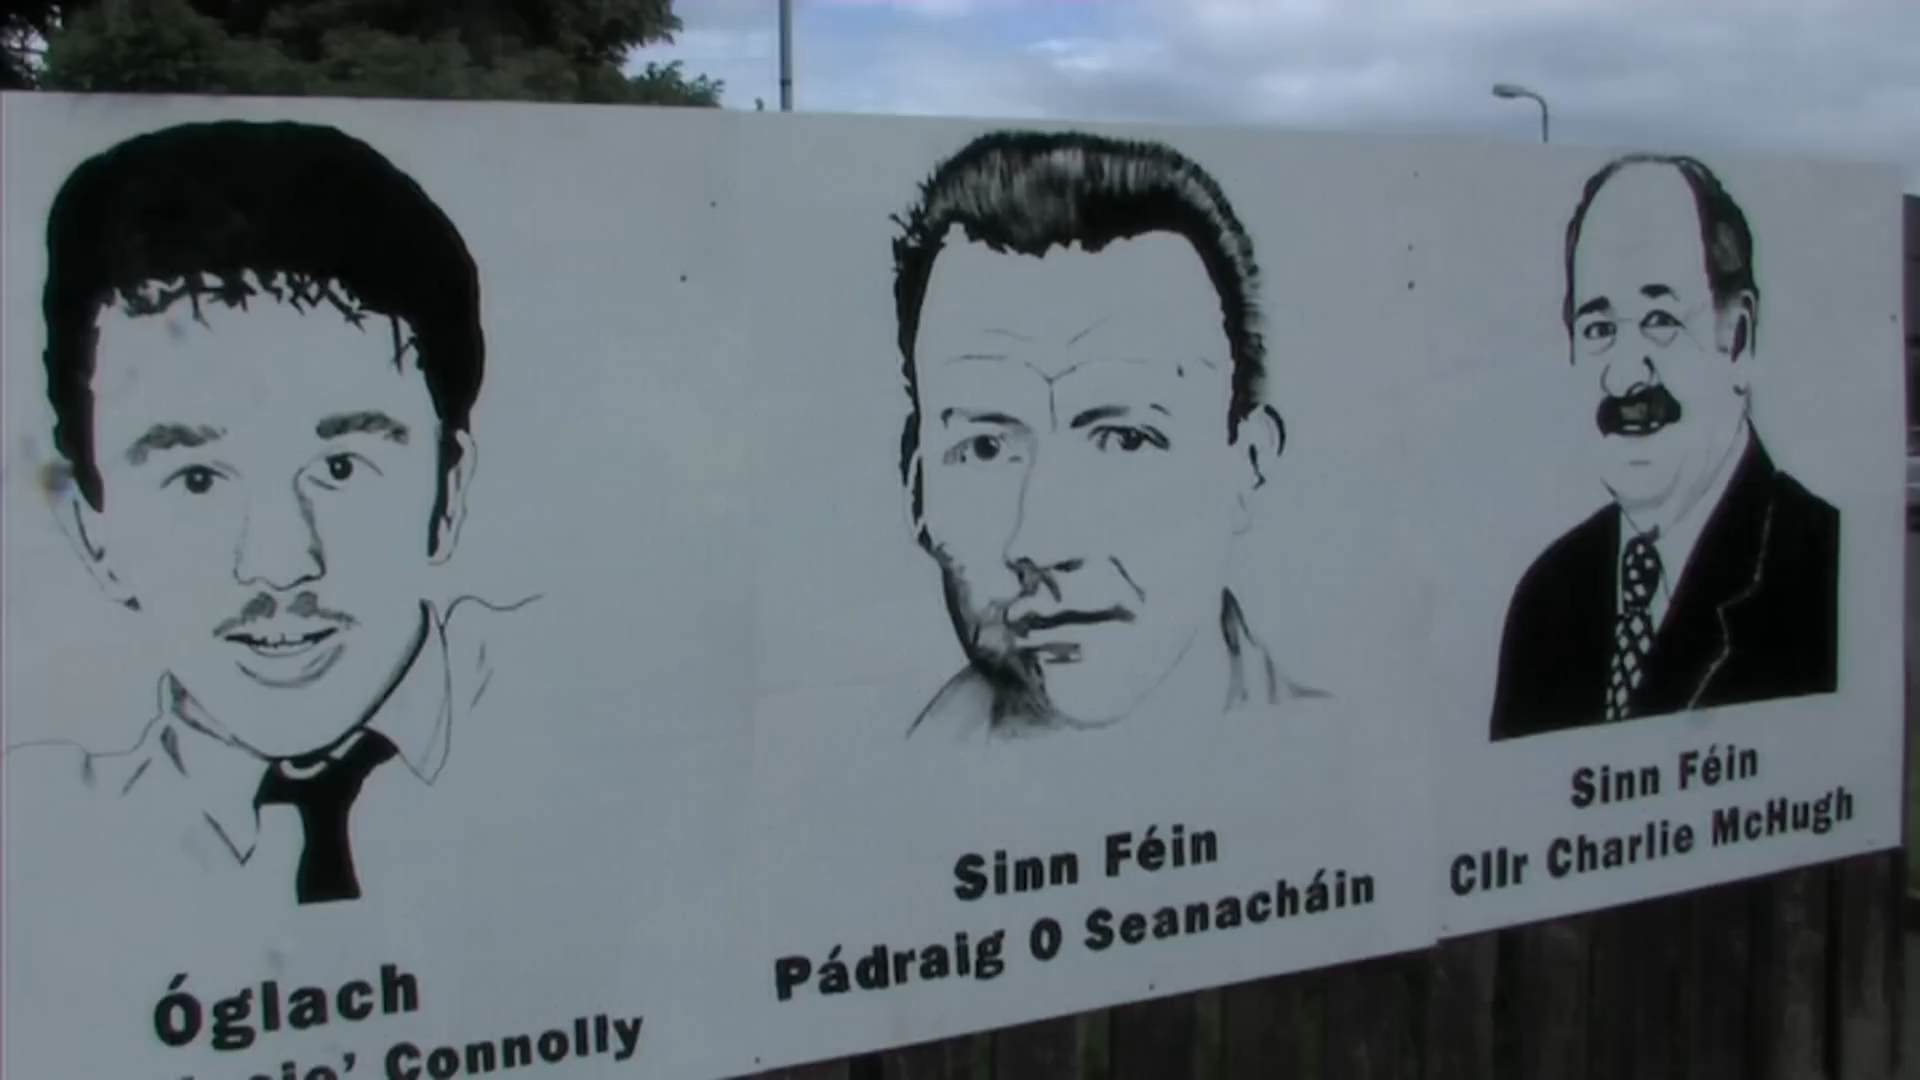 Óglach
Connolly
Sinn Féin
Pádraig O Seanacháin
Sinn Féin
Cllr Charlie McHugh